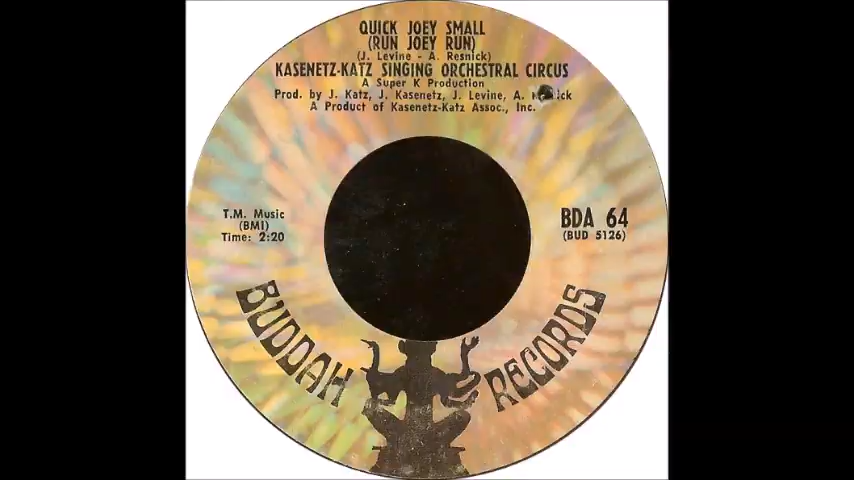 QUICK JOEY SMALL
(RUN JOEY RUN)
(J. Levine - A. Resnick)
KASENETZ-KATZ SINGING ORCHESTRAL CIRCUS
A Super K Production
Prod. by J. Katz, J. Kasenetz, J. Levine, A.
A Product of Kasenetz-Katz Assoc., Inc.
T.M. Music
(BMI)
Time: 2:20
BDA 64
(BUD 5126)
BUDDAH RECORDS